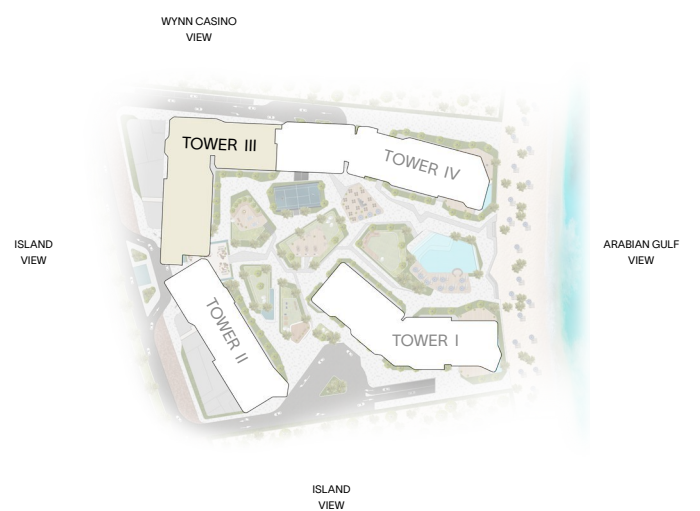 WYNN CASINO
VIEW
TOWER III
TOWER IV
ISLAND
VIEW
ARABIAN GULF
VIEW
TOWER II
TOWER I
ISLAND
VIEW